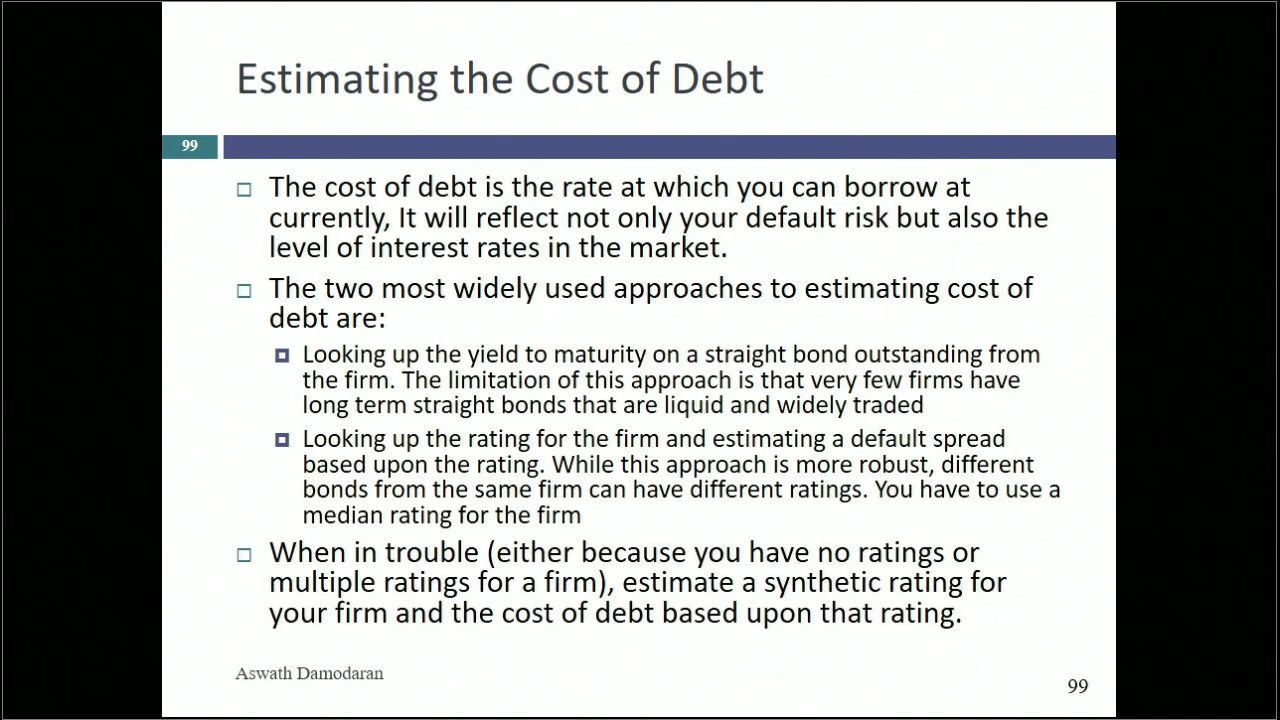 Estimating the Cost of Debt
99
The cost of debt is the rate at which you can borrow at
currently, It will reflect not only your default risk but also the
level of interest rates in the market.
The two most widely used approaches to estimating cost of
debt are:
Looking up the yield to maturity on a straight bond outstanding from
the firm. The limitation of this approach is that very few firms have
long term straight bonds that are liquid and widely traded
Looking up the rating for the firm and estimating a default spread
based upon the rating. While this approach is more robust, different
bonds from the same firm can have different ratings. You have to use a
median rating for the firm
When in trouble (either because you have no ratings or
multiple ratings for a firm), estimate a synthetic rating for
your firm and the cost of debt based upon that rating.
Aswath Damodaran
99